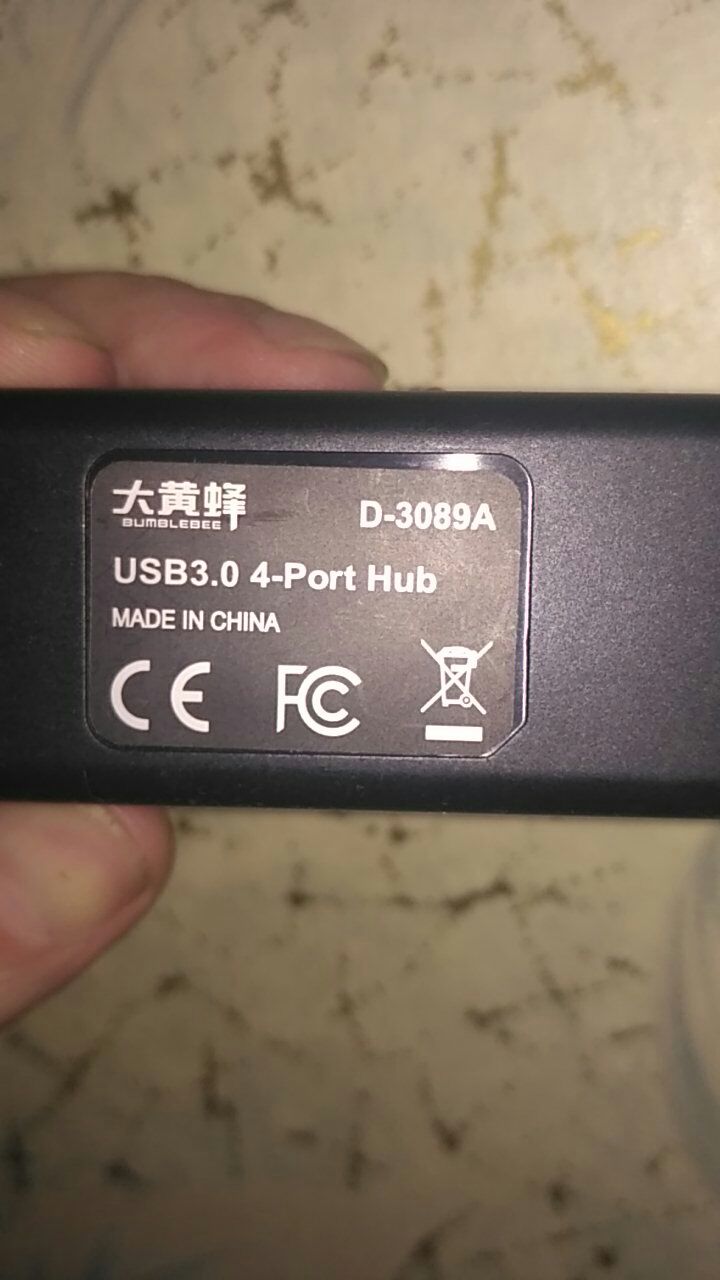 大黄蜂
BUMBLEBEE
D-3089A
USB3.0 4-Port Hub
MADE IN CHINA
CE FC